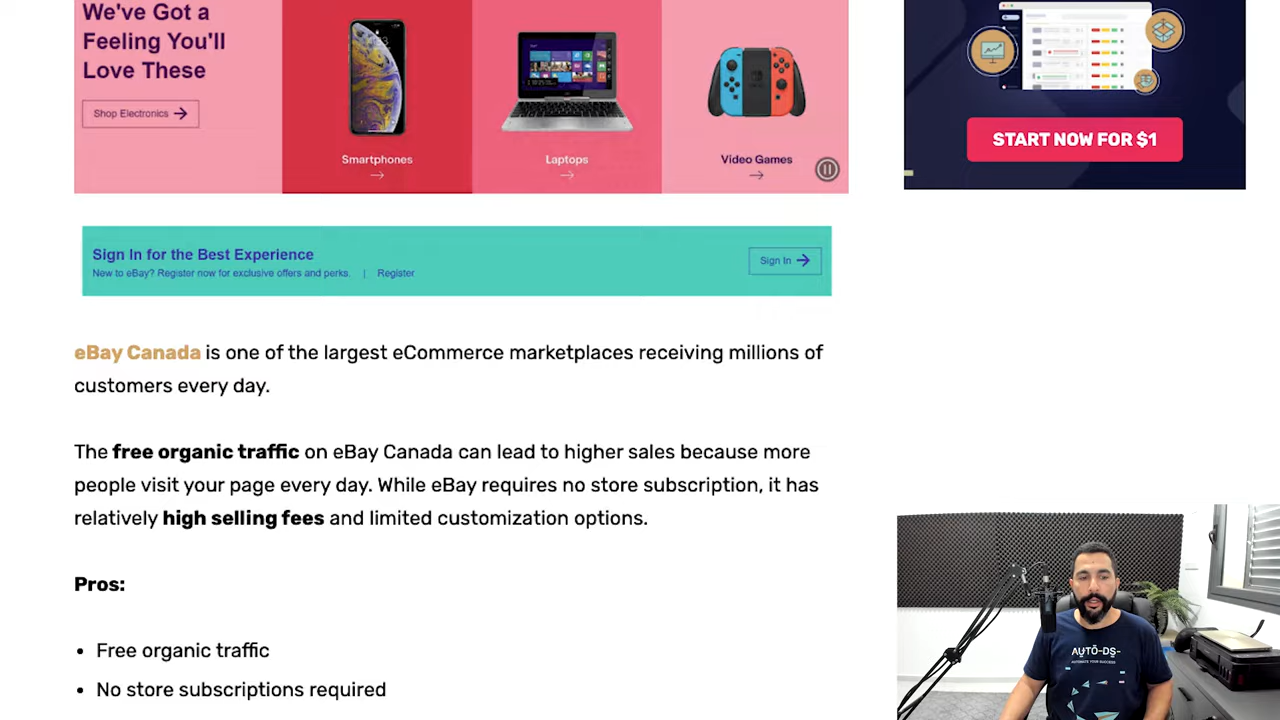 We've Got a
Feeling You'll
Love These
Shop Electronics
Smartphones
Laptops
Video Games
START NOW FOR $1
Sign In for the Best Experience
New to eBay? Register now for exclusive offers and perks. | Register
Sign In
eBay Canada is one of the largest eCommerce marketplaces receiving millions of
customers every day.
The free organic traffic on eBay Canada can lead to higher sales because more
people visit your page every day. While eBay requires no store subscription, it has
relatively high selling fees and limited customization options.
Pros:
• Free organic traffic
• No store subscriptions required
AUTO-DS-
AUTOMATE YOUR SUCCESS